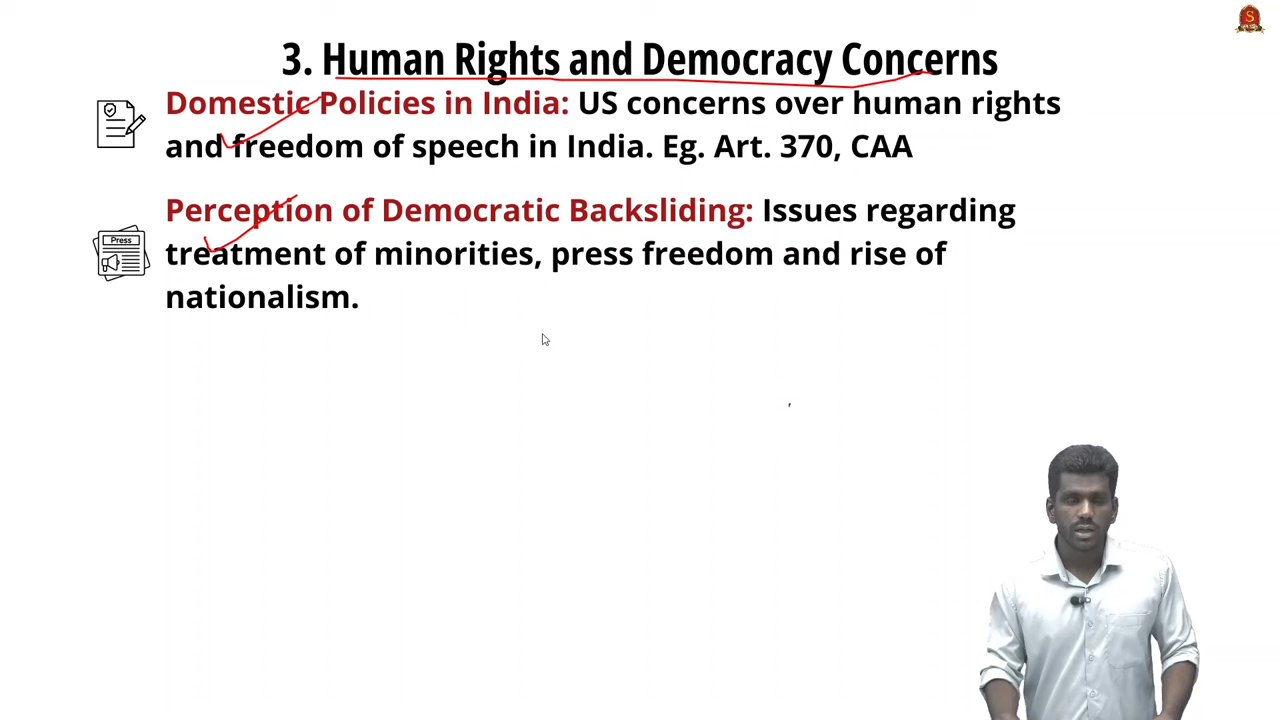 3. Human Rights and Democracy Concerns
Domestic Policies in India: US concerns over human rights
and freedom of speech in India. Eg. Art. 370, CAA
Perception of Democratic Backsliding: Issues regarding
Press
treatment of minorities, press freedom and rise of
nationalism.